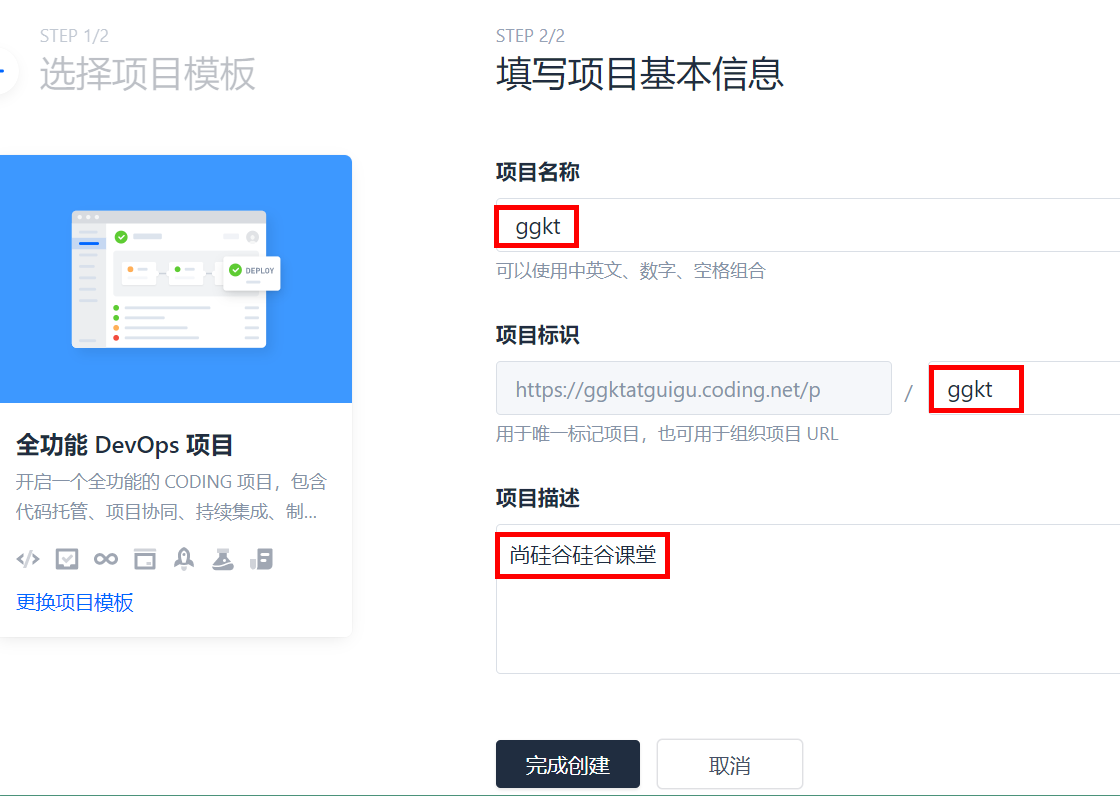 STEP 1/2
选择项目模板
DEPLOY
全功能 DevOps 项目
开启一个全功能的 CODING 项目，包含
代码托管、项目协同、持续集成、制...
更换项目模板
STEP 2/2
填写项目基本信息
项目名称
ggkt
可以使用中英文、数字、空格组合
项目标识
https://ggktatguigu.coding.net/p / ggkt
用于唯一标记项目，也可用于组织项目 URL
项目描述
尚硅谷硅谷课堂
完成创建 取消